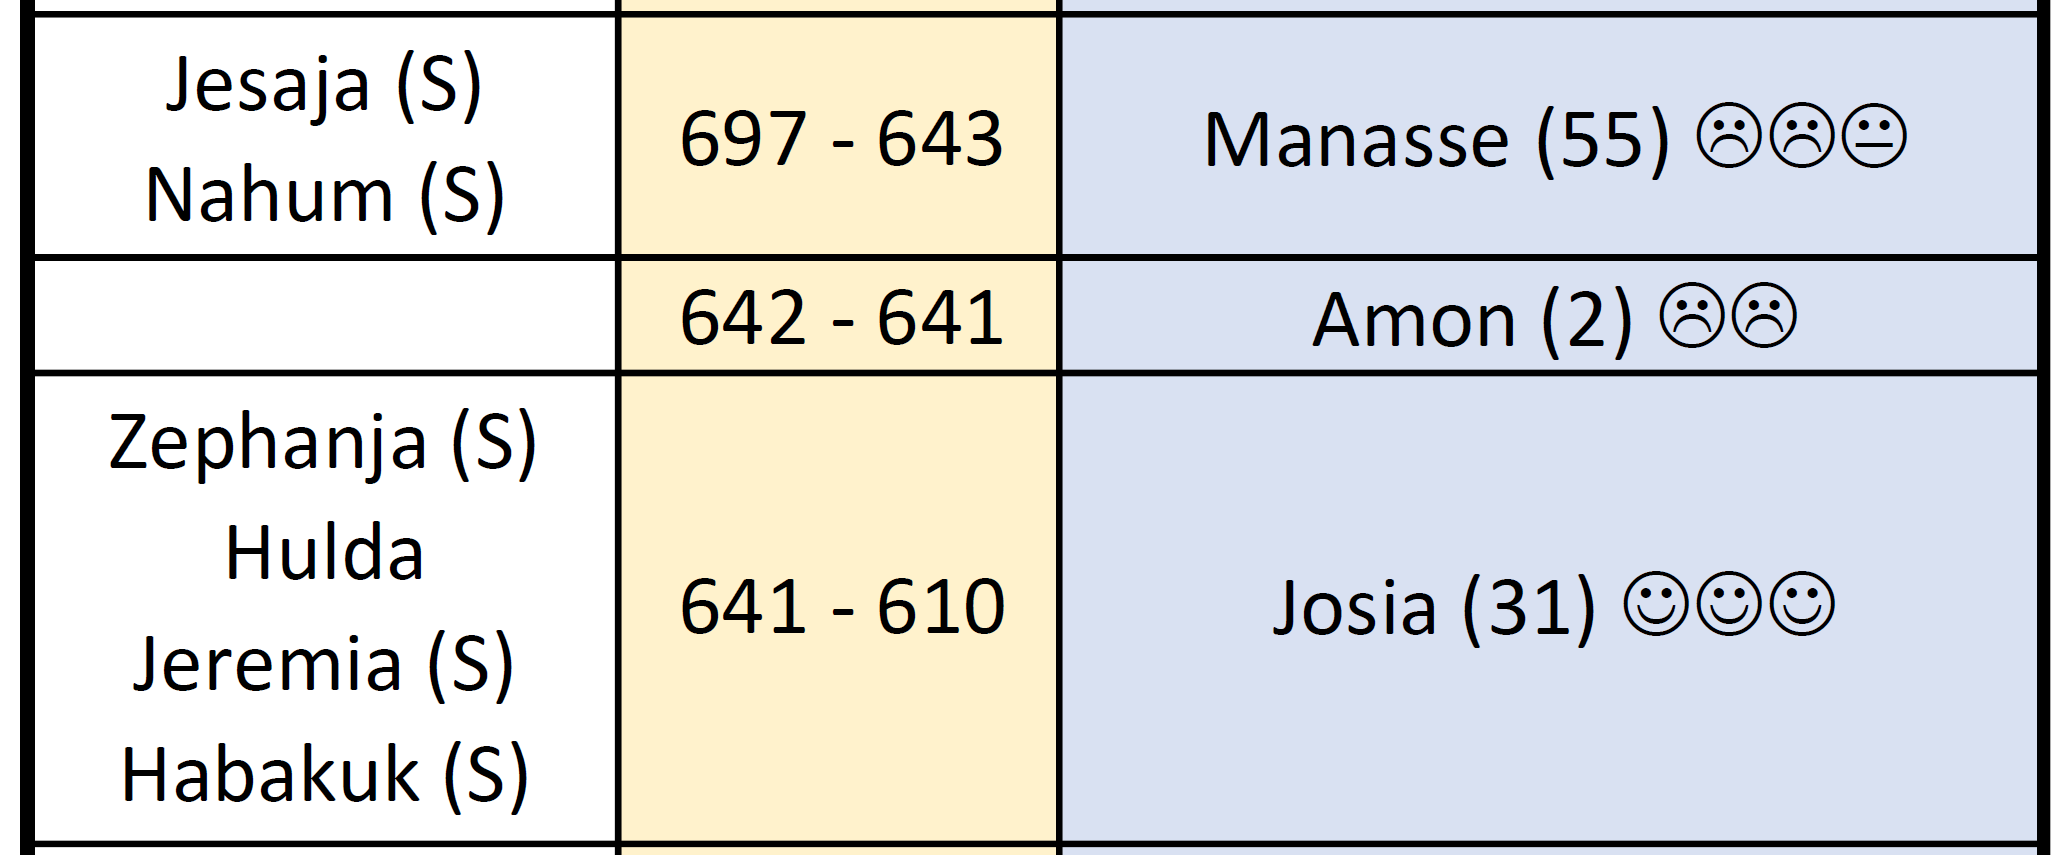 Jesaja (S)
Nahum (S)
697 - 643
Manasse (55) ☹☹😐
642 - 641
Amon (2) ☹☹
Zephanja (S)
Hulda
Jeremia (S)
Habakuk (S)
641 - 610
Josia (31) ☺☺☺